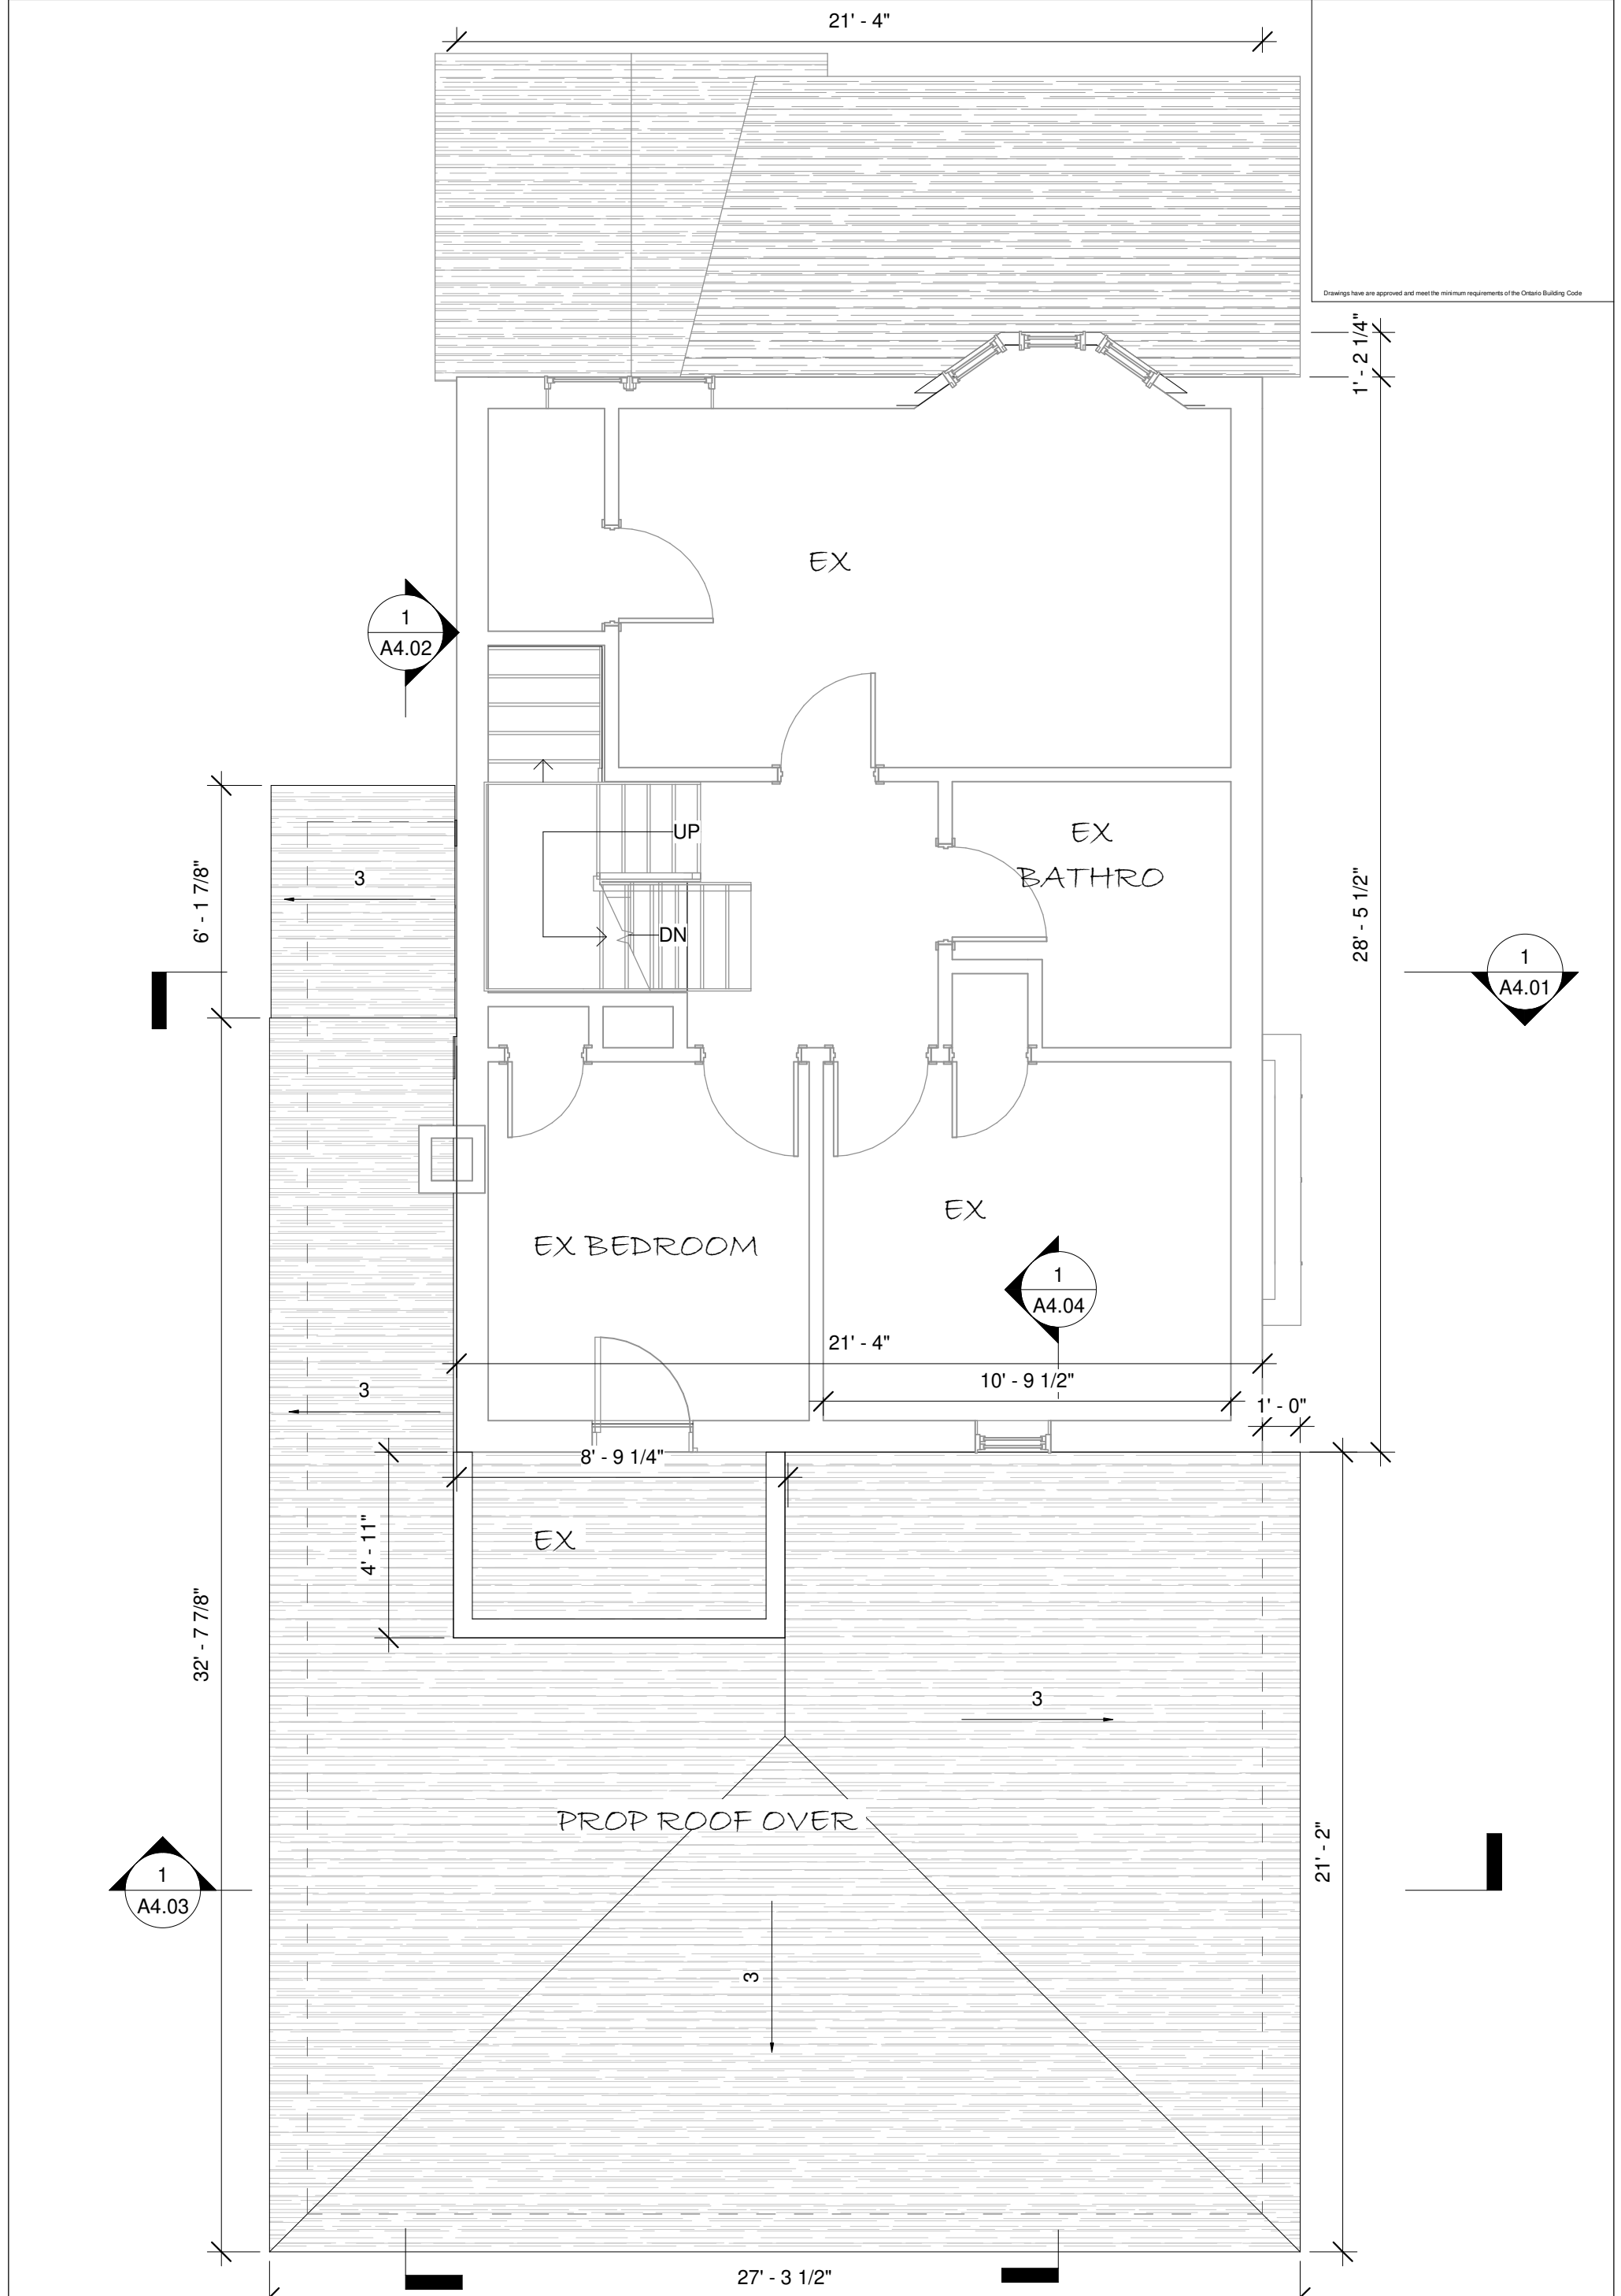 21' - 4"
Drawings have are approved and meet the minimum requirements of the Ontario Building Code
1' - 2 1/4"
EX
1
A4.02
UP
EX
BATHRO
3
6' - 1 7/8"
28' - 5 1/2"
DN
1
A4.01
EX
EX BEDROOM
1
A4.04
21' - 4"
10' - 9 1/2"
3
1' - 0"
8' - 9 1/4"
EX
4' - 11"
32' - 7 7/8"
3
PROP ROOF OVER
21' - 2"
1
A4.03
3
27' - 3 1/2"